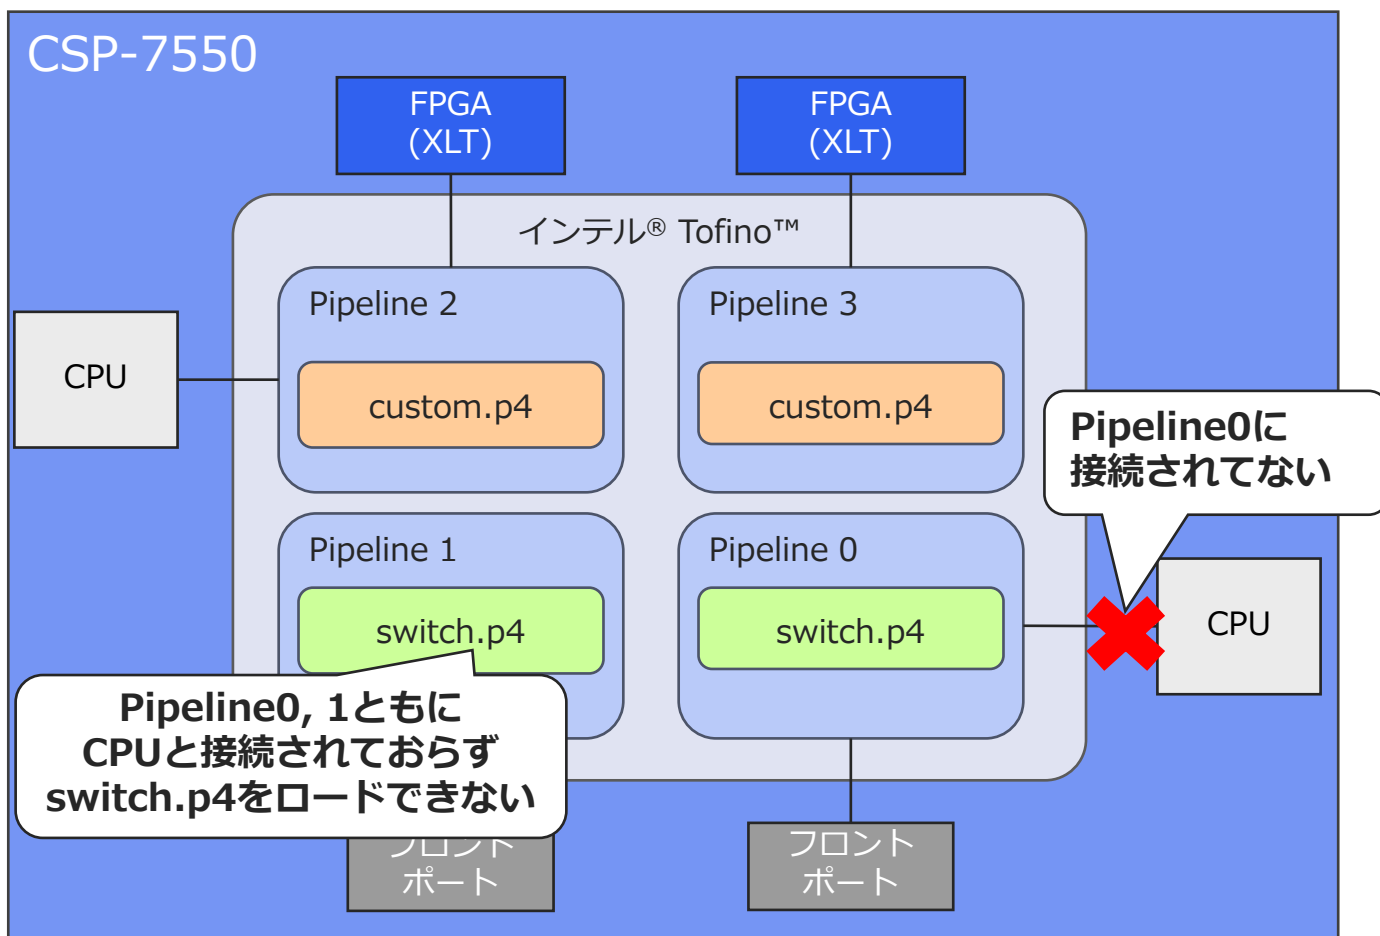 CSP-7550
FPGA
(XLT)
FPGA
(XLT)
インテル® Tofino™
Pipeline 2
custom.p4
Pipeline 3
custom.p4
CPU
Pipeline0に
接続されてない
Pipeline 1
switch.p4
Pipeline 0
switch.p4
CPU
Pipeline0, 1ともに
CPUと接続されておらず
switch.p4をロードできない
フロント
ポート
フロント
ポート